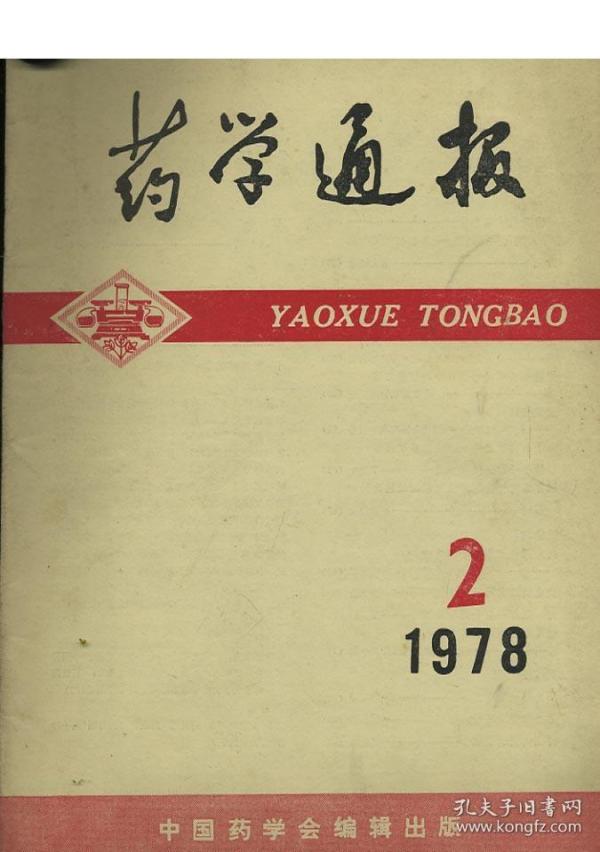 药学通报
YAOXUE TONGBAO
2
1978
中国药学会编辑出版
孔夫子旧书网
www.kongfz.com